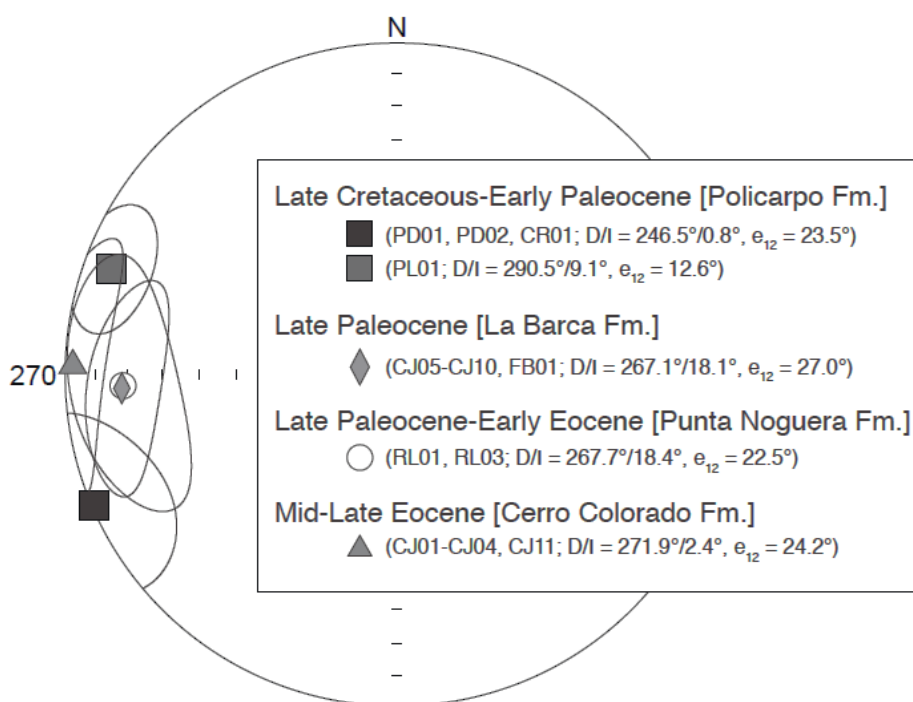 N
270
Late Cretaceous-Early Paleocene [Policarpo Fm.]
(PD01, PD02, CR01; D/I = 246.5°/0.8°, e₁₂ = 23.5°)
(PL01; D/I = 290.5°/9.1°, e₁₂ = 12.6°)
Late Paleocene [La Barca Fm.]
(CJ05-CJ10, FB01; D/I = 267.1°/18.1°, e₁₂ = 27.0°)
Late Paleocene-Early Eocene [Punta Noguera Fm.]
(RL01, RL03; D/I = 267.7°/18.4°, e₁₂ = 22.5°)
Mid-Late Eocene [Cerro Colorado Fm.]
(CJ01-CJ04, CJ11; D/I = 271.9°/2.4°, e₁₂ = 24.2°)